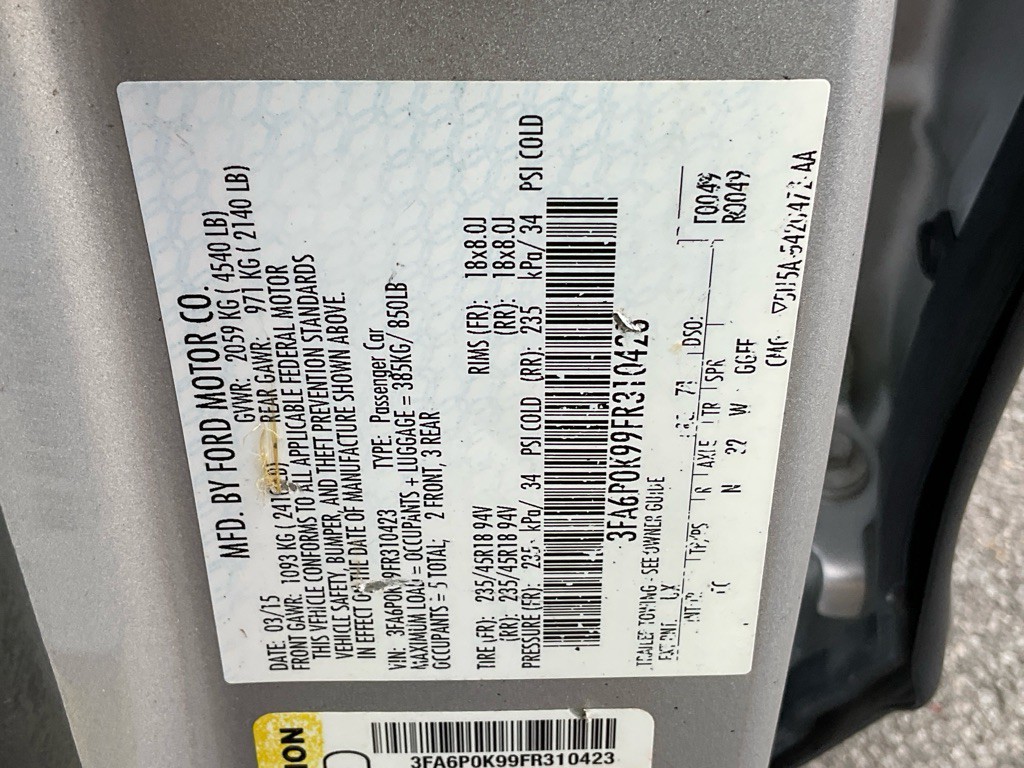 MFD. BY FORD MOTOR CO.
DATE: 03/15 GVWR: 2059 KG ( 4540 LB)
FRONT GAWR: 1093 KG REAR GAWR: 971 KG ( 2140 LB)
THIS VEHICLE CONFORMS TO ALL APPLICABLE FEDERAL MOTOR
VEHICLE SAFETY, BUMPER, AND THEFT PREVENTION STANDARDS
IN EFFECT ON THE DATE OF MANUFACTURE SHOWN ABOVE.
VIN: 3FA6P0K99FR310423 TYPE: Passenger Car
MAXIMUM LOAD = OCCUPANTS + LUGGAGE = 385KG/ 850LB
OCCUPANTS = 5 TOTAL, 2 FRONT, 3 REAR
TIRE (FR): 235/45R18 94V RIMS (FR): 18x8.0J
(RR): 235/45R18 94V (RR): 18x8.0J
PRESSURE (FR): 235 kPa/ 34 PSI COLD (RR): 235 kPa/ 34 PSI COLD
3FA6P0K99FR310423
TRAILER TOWING - SEE OWNER GUIDE
DSO:
R AXLE TR SPR
N W GGFF
R0049
3FA6P0K99FR310423